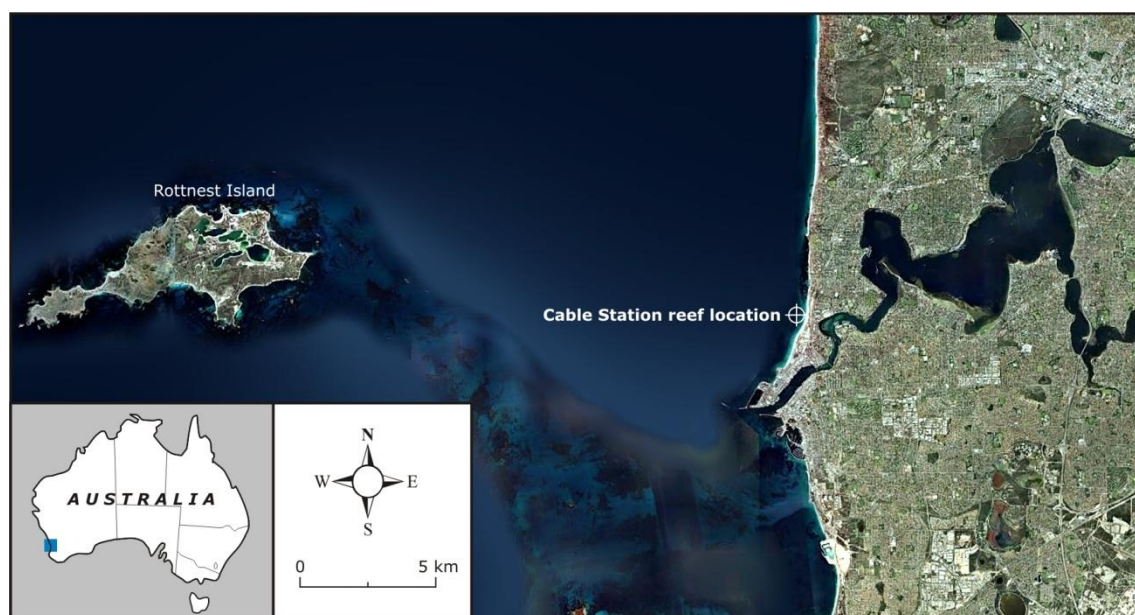 Rottnest Island
Cable Station reef location
AUSTRALIA
N
W E
S
0 5 km